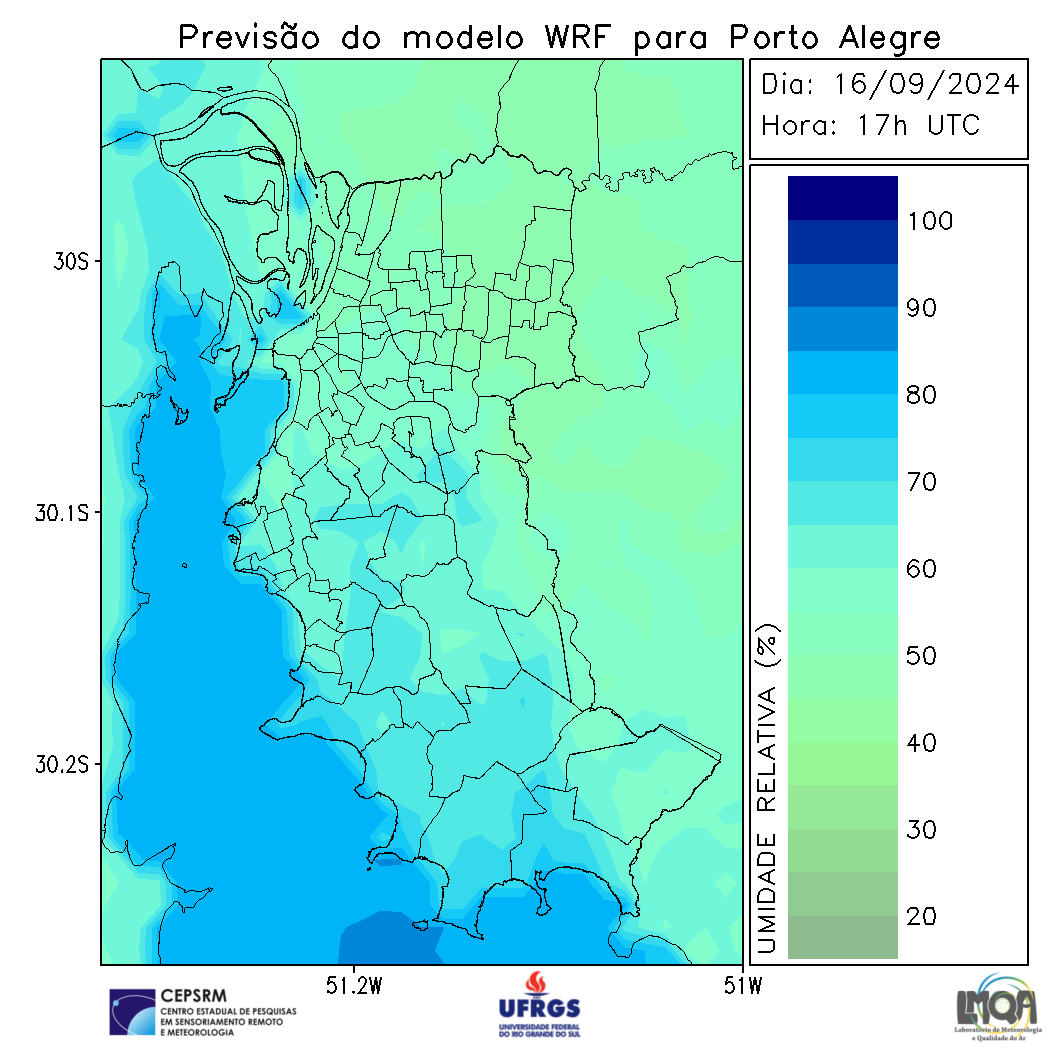 Previsão do modelo WRF para Porto Alegre
Dia: 16/09/2024
Hora: 17h UTC
30S
30.1S
30.2S
51.2W
51W
UMIDADE RELATIVA (%)
100
90
80
70
60
50
40
30
20
CEPSRM
CENTRO ESTADUAL DE PESQUISAS
EM SENSORIAMENTO REMOTO
E METEOROLOGIA
UFRGS
UNIVERSIDADE FEDERAL
DO RIO GRANDE DO SUL
LMQA
Laboratório de Meteorologia
e Qualidade do Ar